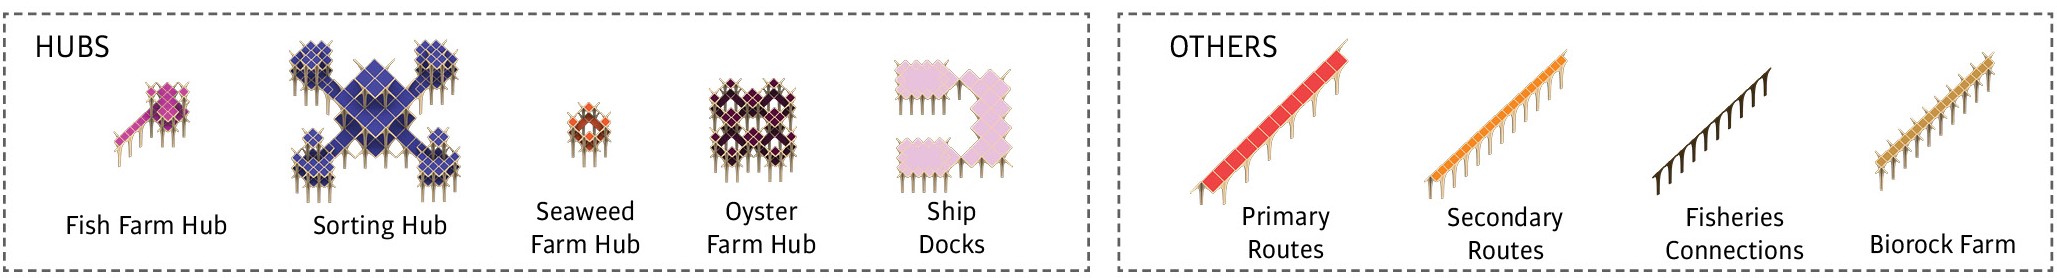 HUBS
Fish Farm Hub
Sorting Hub
Seaweed
Farm Hub
Oyster
Farm Hub
Ship
Docks
OTHERS
Primary
Routes
Secondary
Routes
Fisheries
Connections
Biorock Farm